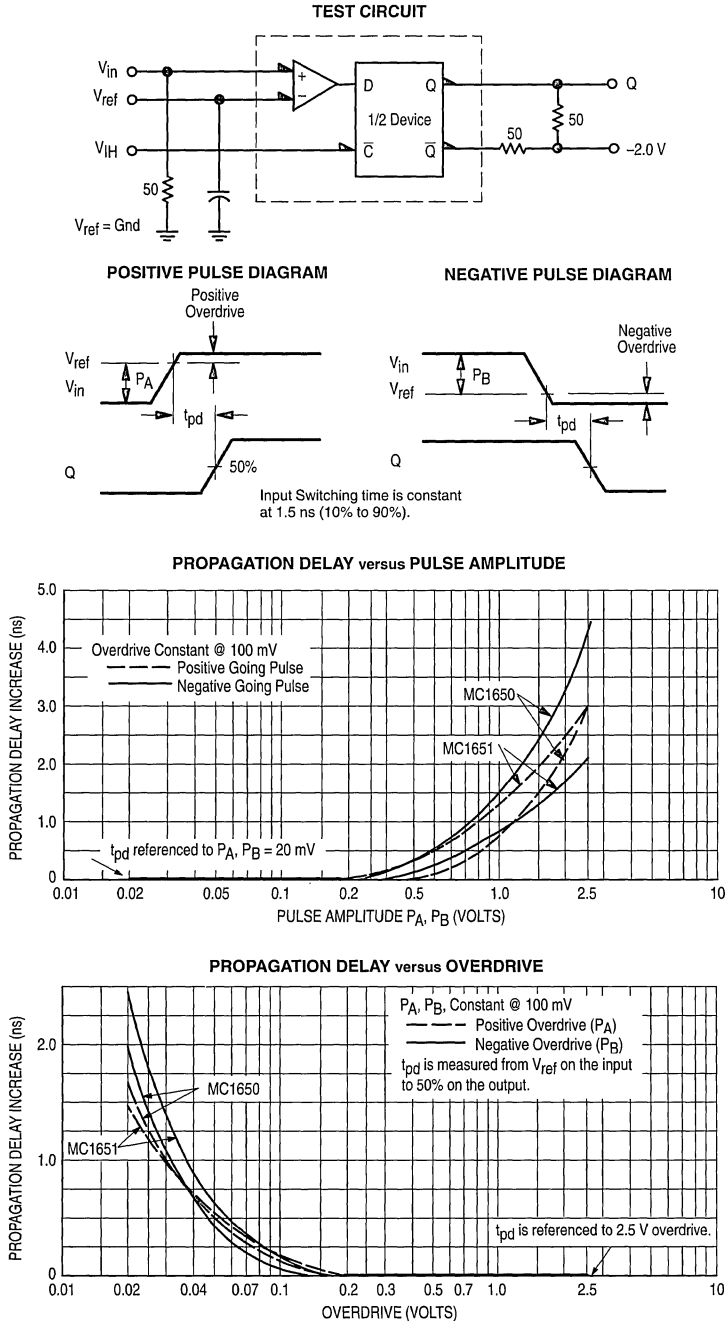 TEST CIRCUIT
Vin
Vref
VIH
+
−
D
Q
1/2 Device
C̅
Q̅
50
50
50
Q
–2.0 V
Vref = Gnd
POSITIVE PULSE DIAGRAM
NEGATIVE PULSE DIAGRAM
Positive
Overdrive
Vref
Vin
PA
tpd
Q
50%
Negative
Overdrive
Vin
Vref
PB
tpd
Q
Input Switching time is constant
at 1.5 ns (10% to 90%).
PROPAGATION DELAY versus PULSE AMPLITUDE
PROPAGATION DELAY INCREASE (ns)
5.0
4.0
3.0
2.0
1.0
0
Overdrive Constant @ 100 mV
Positive Going Pulse
Negative Going Pulse
MC1650
MC1651
tpd referenced to PA, PB = 20 mV
0.01 0.02 0.04 0.07 0.1 0.2 0.3 0.5 0.7 1.0 2.5 10
PULSE AMPLITUDE PA, PB (VOLTS)
PROPAGATION DELAY versus OVERDRIVE
PROPAGATION DELAY INCREASE (ns)
2.0
1.0
0
PA, PB, Constant @ 100 mV
Positive Overdrive (PA)
Negative Overdrive (PB)
tpd is measured from Vref on the input
to 50% on the output.
MC1650
MC1651
tpd is referenced to 2.5 V overdrive.
0.01 0.02 0.04 0.07 0.1 0.2 0.3 0.5 0.7 1.0 2.5 10
OVERDRIVE (VOLTS)